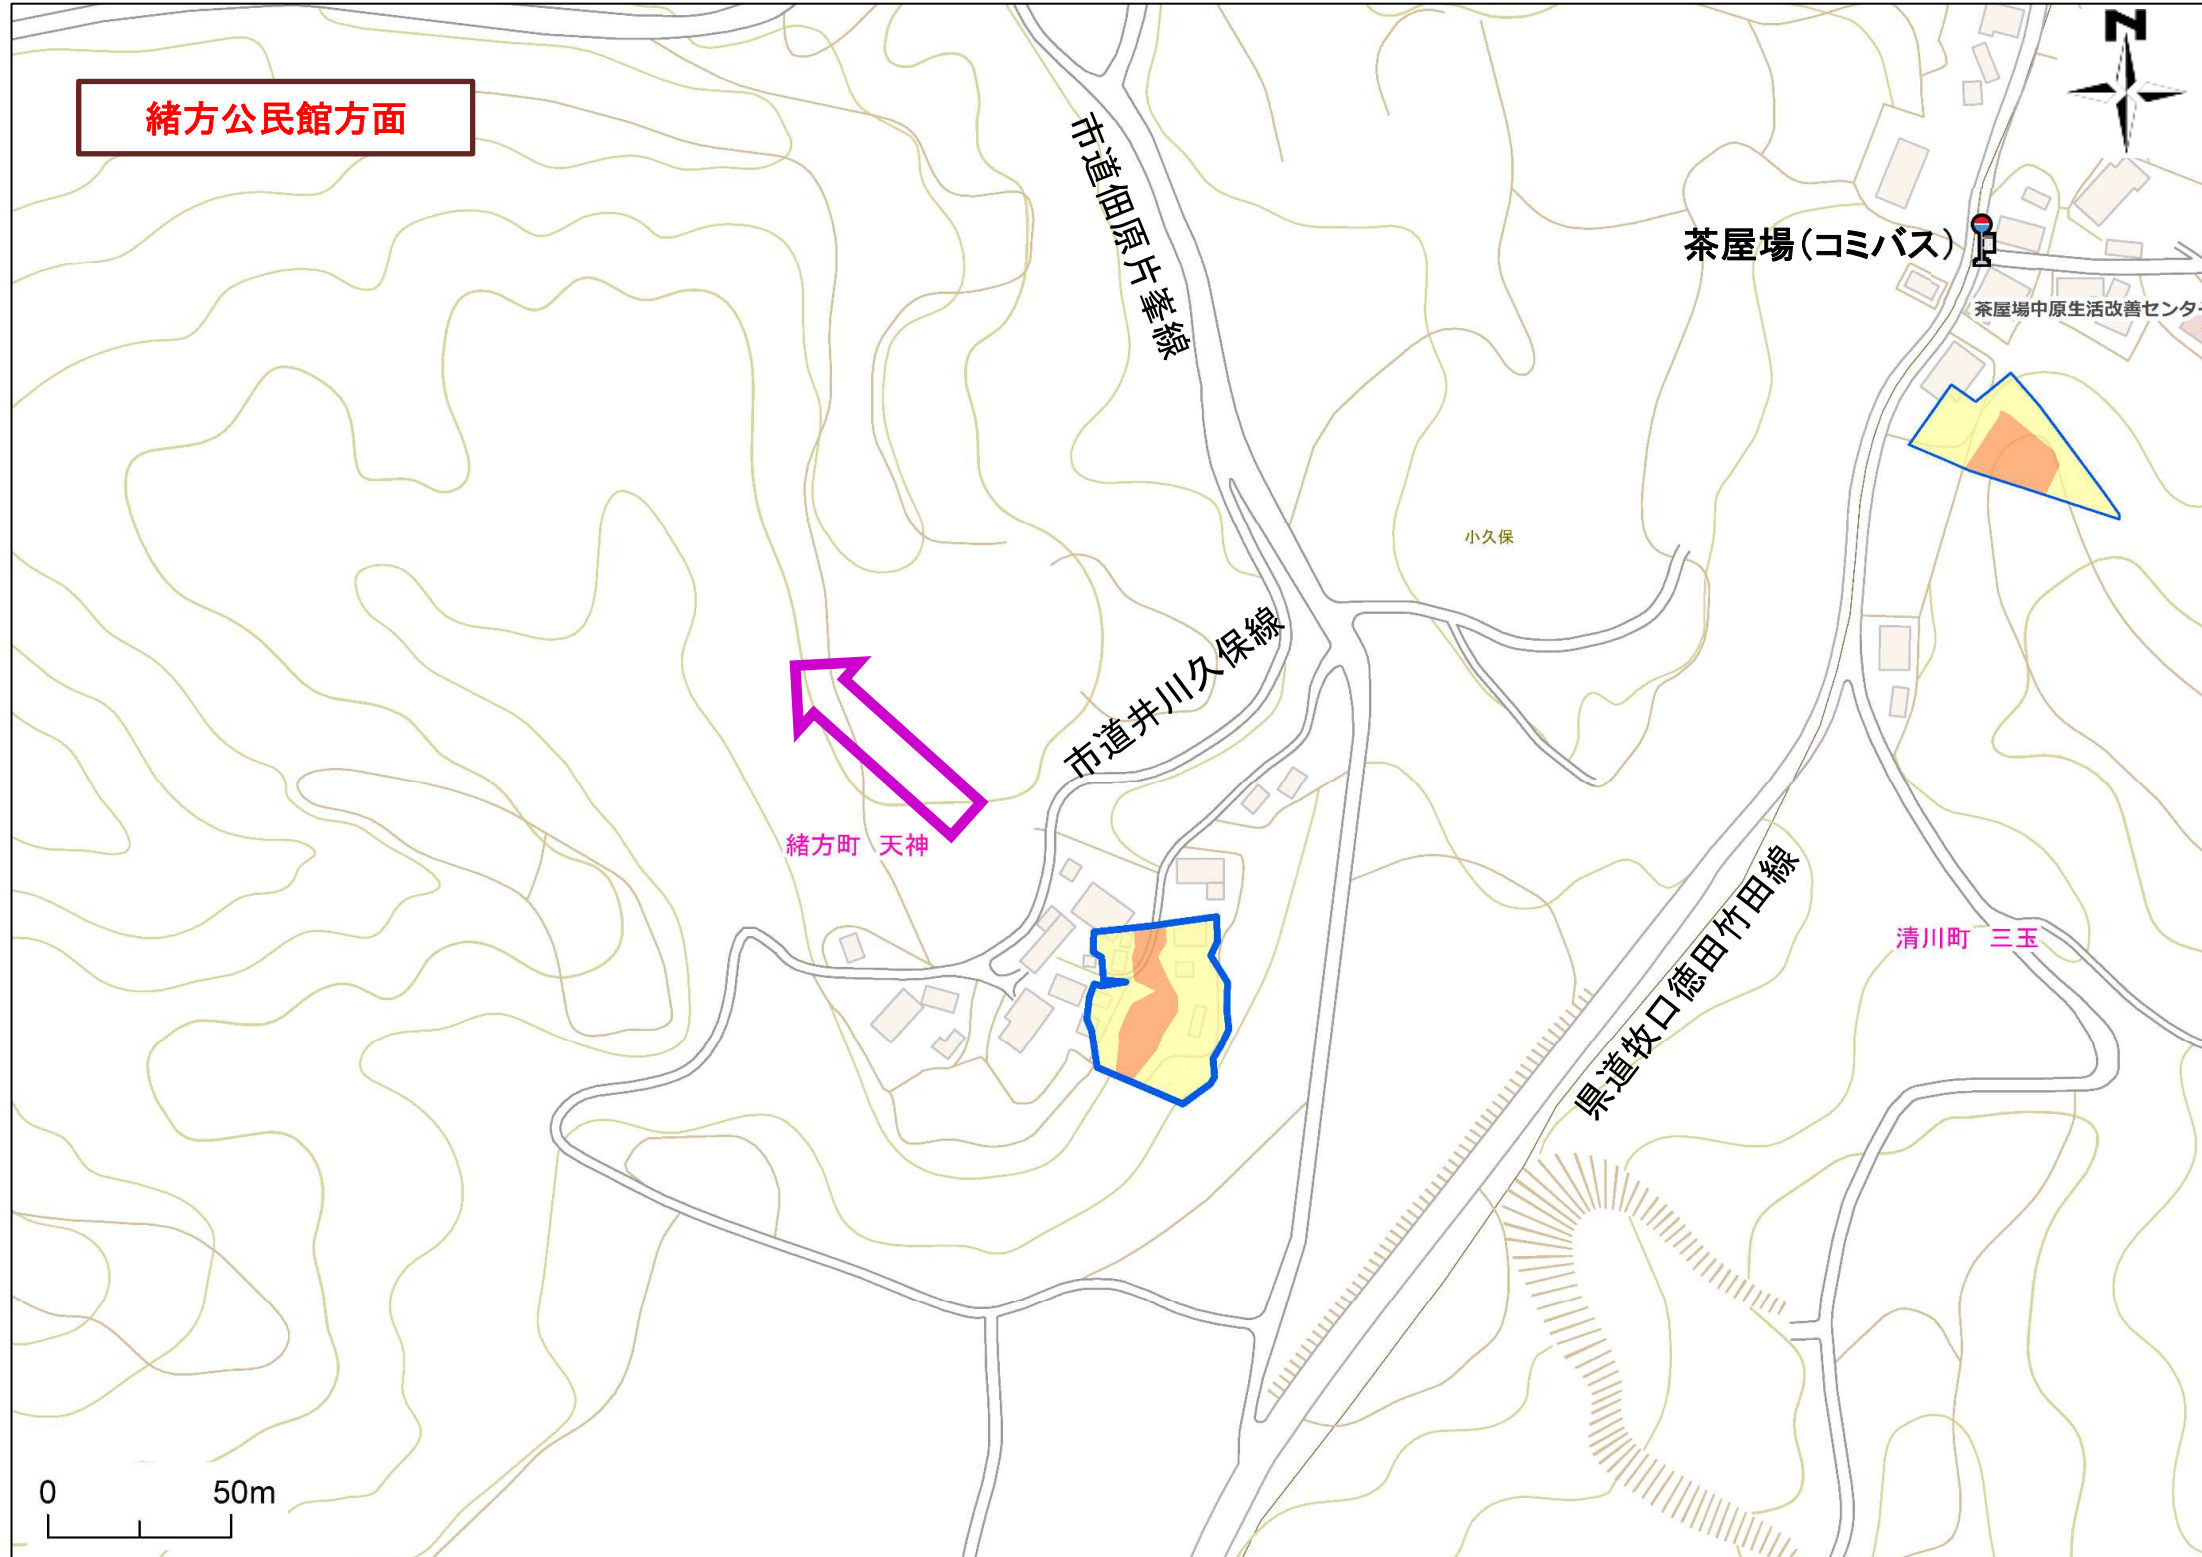 N
緒方公民館方面
市道佃原片峯線
茶屋場(コミバス)
茶屋場中原生活改善センター
小久保
市道井川久保線
緒方町 天神
県道牧口徳田竹田線
清川町 三玉
0 50m